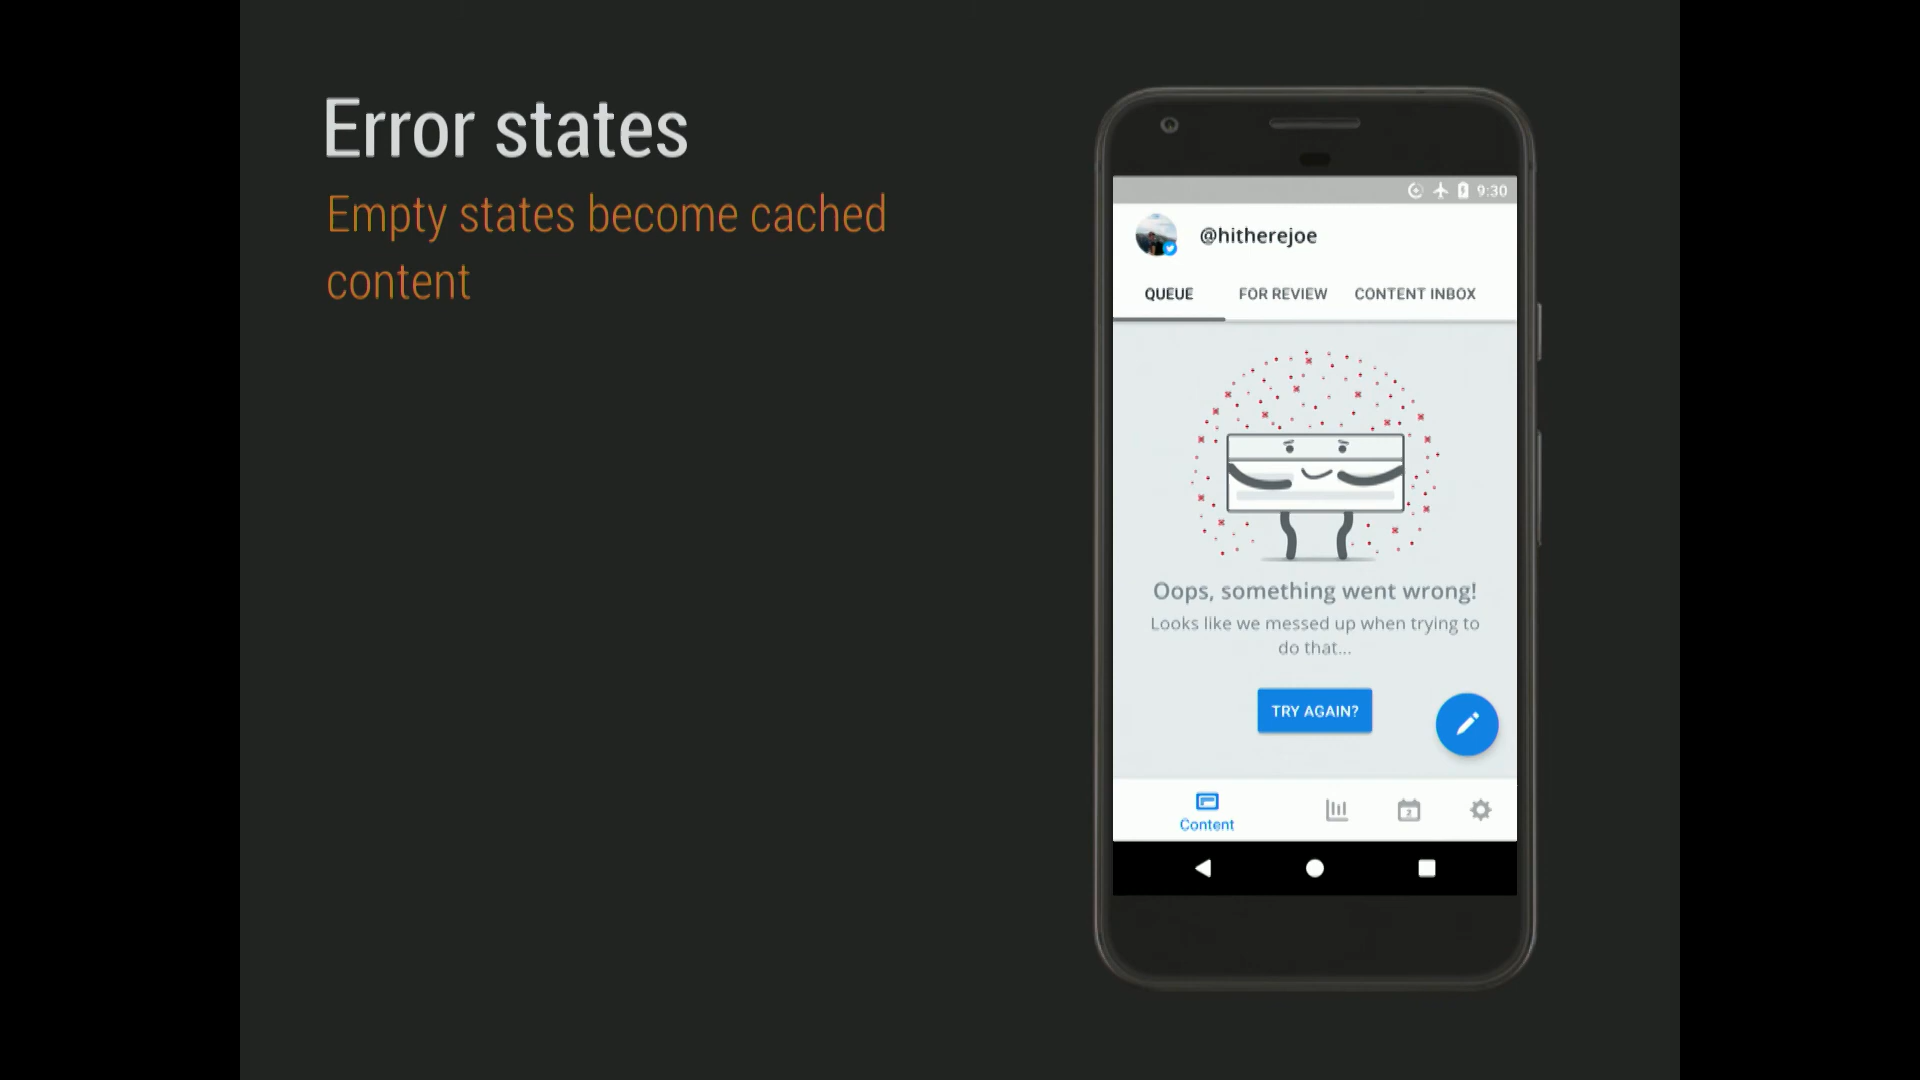 Error states
Empty states become cached
content
9:30
@hitherejoe
QUEUE FOR REVIEW CONTENT INBOX
Oops, something went wrong!
Looks like we messed up when trying to
do that...
TRY AGAIN?
2
Content